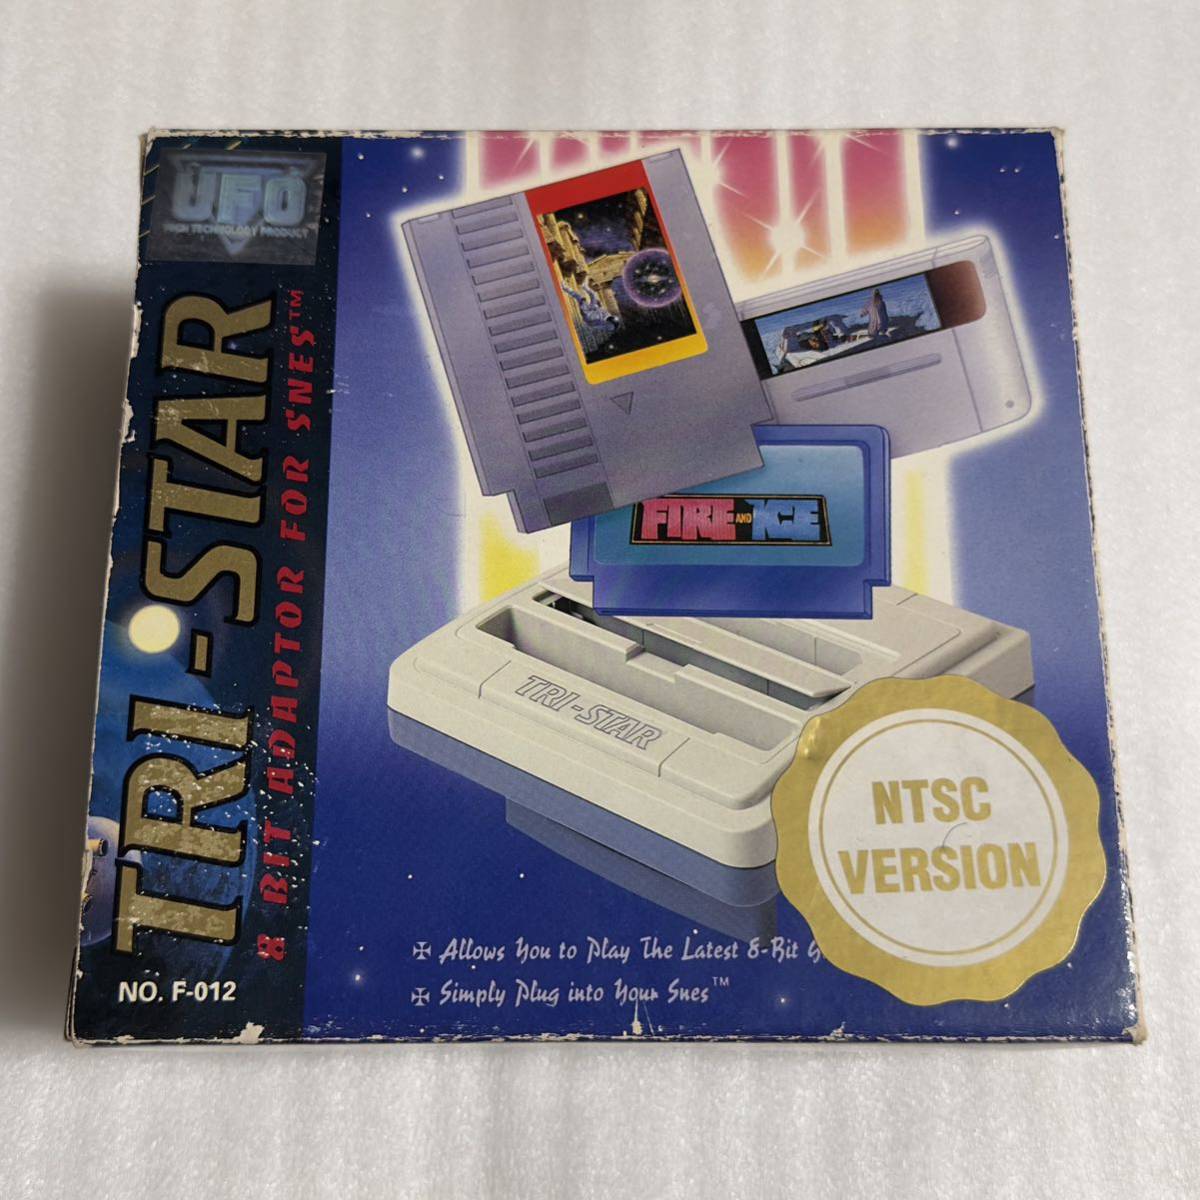 UFO
HIGH TECHNOLOGY PRODUCT
TRI-STAR
8 BIT ADAPTOR FOR SNES™
NO. F-012
FIRE AND ICE
TRI-STAR
NTSC
VERSION
Allows You to Play The Latest 8-Bit
Simply Plug into Your Snes™